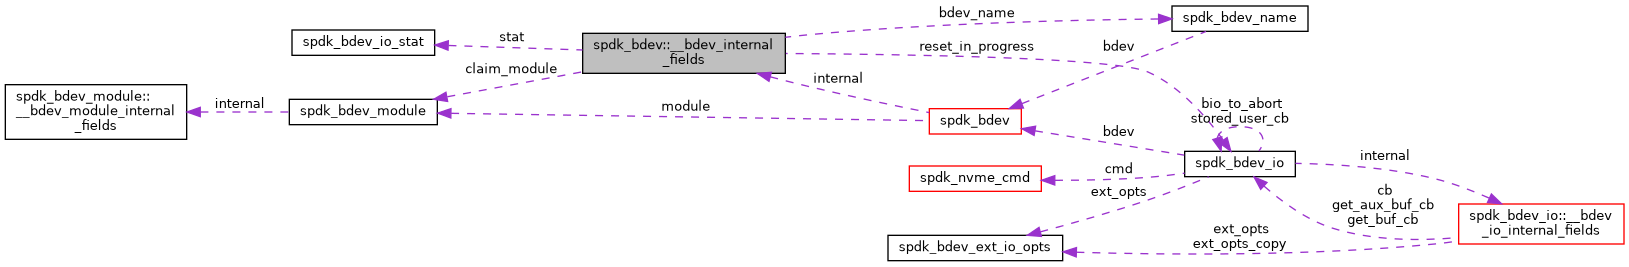 bdev_name
spdk_bdev_name
stat
spdk_bdev_io_stat
spdk_bdev::__bdev_internal
_fields
reset_in_progress
bdev
claim_module
internal
spdk_bdev_module::
__bdev_module_internal
_fields
internal
spdk_bdev_module
module
spdk_bdev
bio_to_abort
stored_user_cb
bdev
spdk_bdev_io
internal
cmd
spdk_nvme_cmd
ext_opts
cb
get_aux_buf_cb
get_buf_cb
spdk_bdev_io::__bdev
_io_internal_fields
ext_opts
ext_opts_copy
spdk_bdev_ext_io_opts